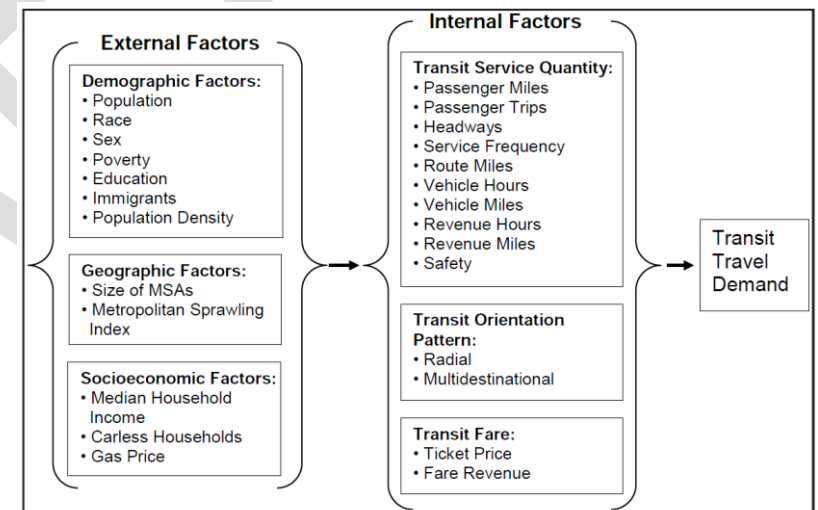 External Factors
Demographic Factors:
• Population
• Race
• Sex
• Poverty
• Education
• Immigrants
• Population Density
Geographic Factors:
• Size of MSAs
• Metropolitan Sprawling
Index
Socioeconomic Factors:
• Median Household
Income
• Carless Households
• Gas Price
Internal Factors
Transit Service Quantity:
• Passenger Miles
• Passenger Trips
• Headways
• Service Frequency
• Route Miles
• Vehicle Hours
• Vehicle Miles
• Revenue Hours
• Revenue Miles
• Safety
Transit Orientation
Pattern:
• Radial
• Multidestinational
Transit Fare:
• Ticket Price
• Fare Revenue
Transit
Travel
Demand